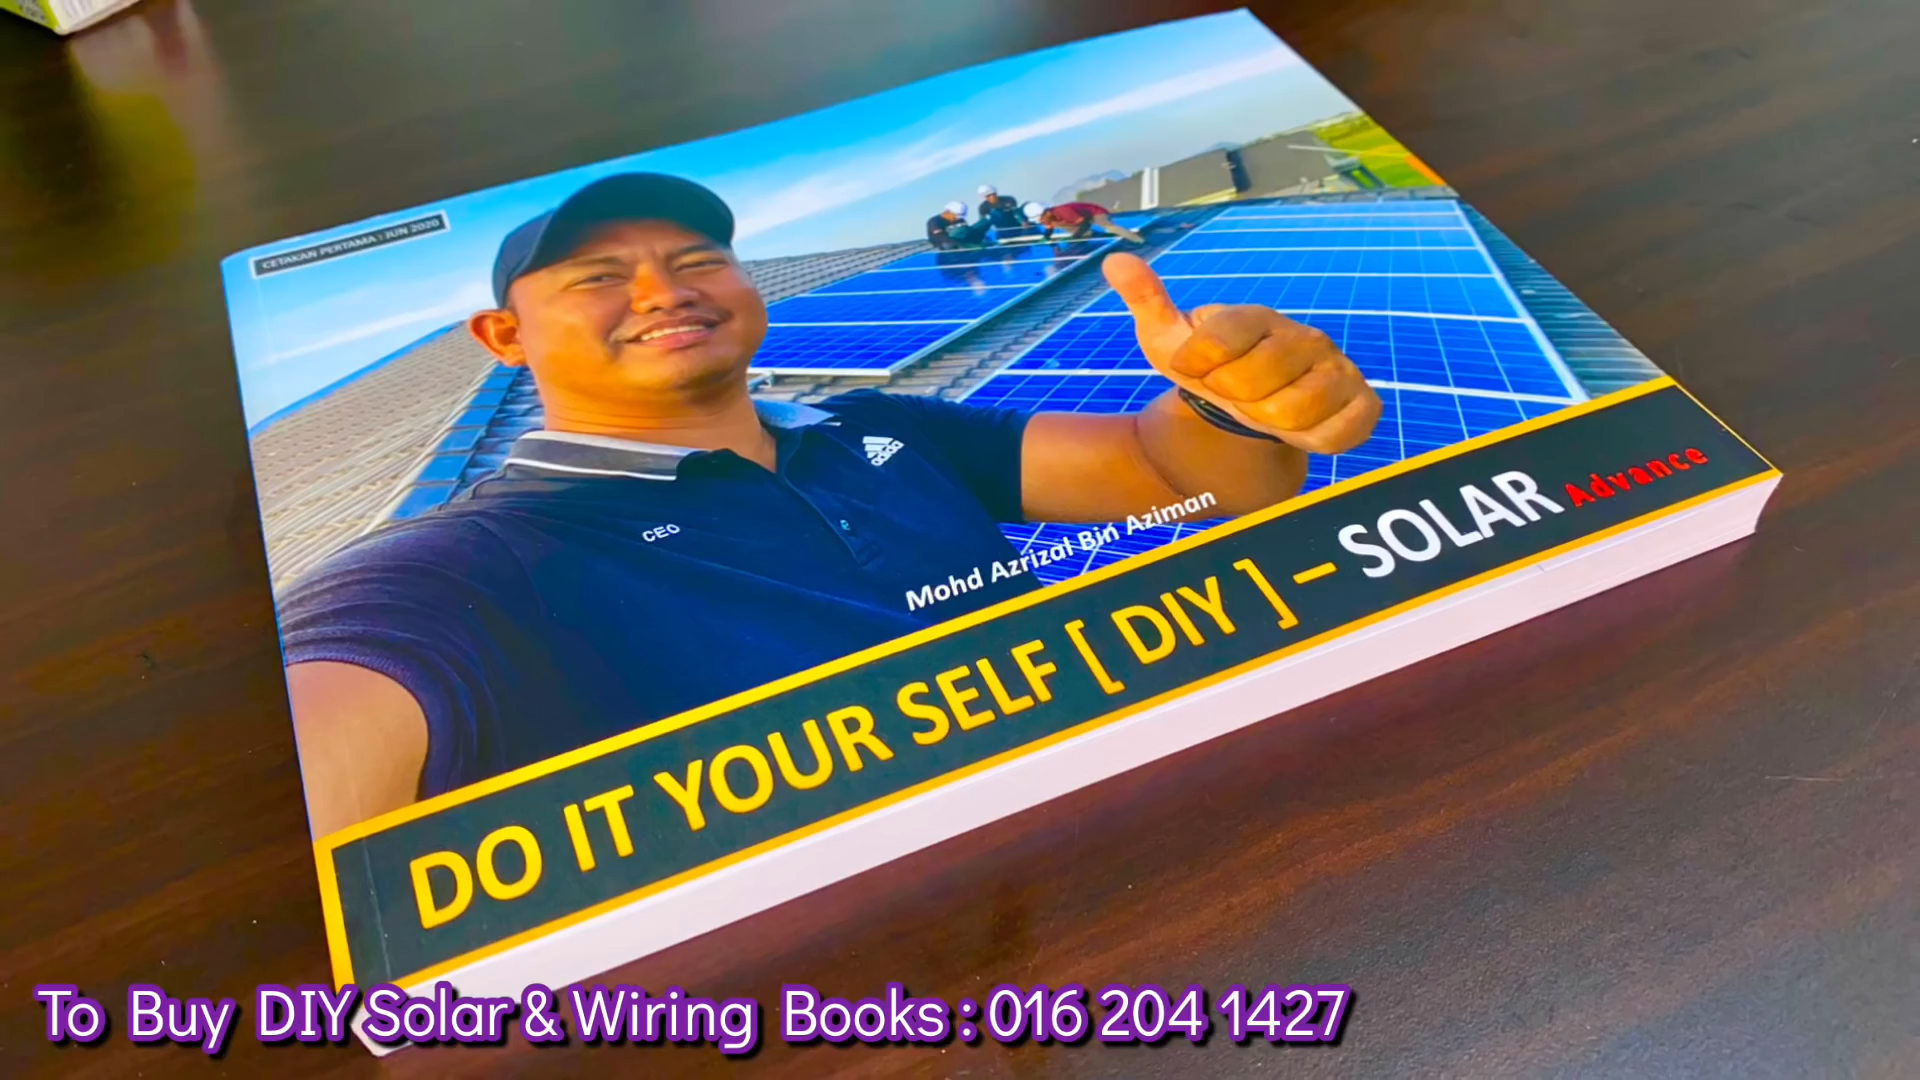 CETAKAN PERTAMA : JUN 2020
adidas
CEO
Mohd Azrizal Bin Aziman
DO IT YOUR SELF [ DIY ] – SOLAR Advance
To Buy DIY Solar & Wiring Books : 016 204 1427